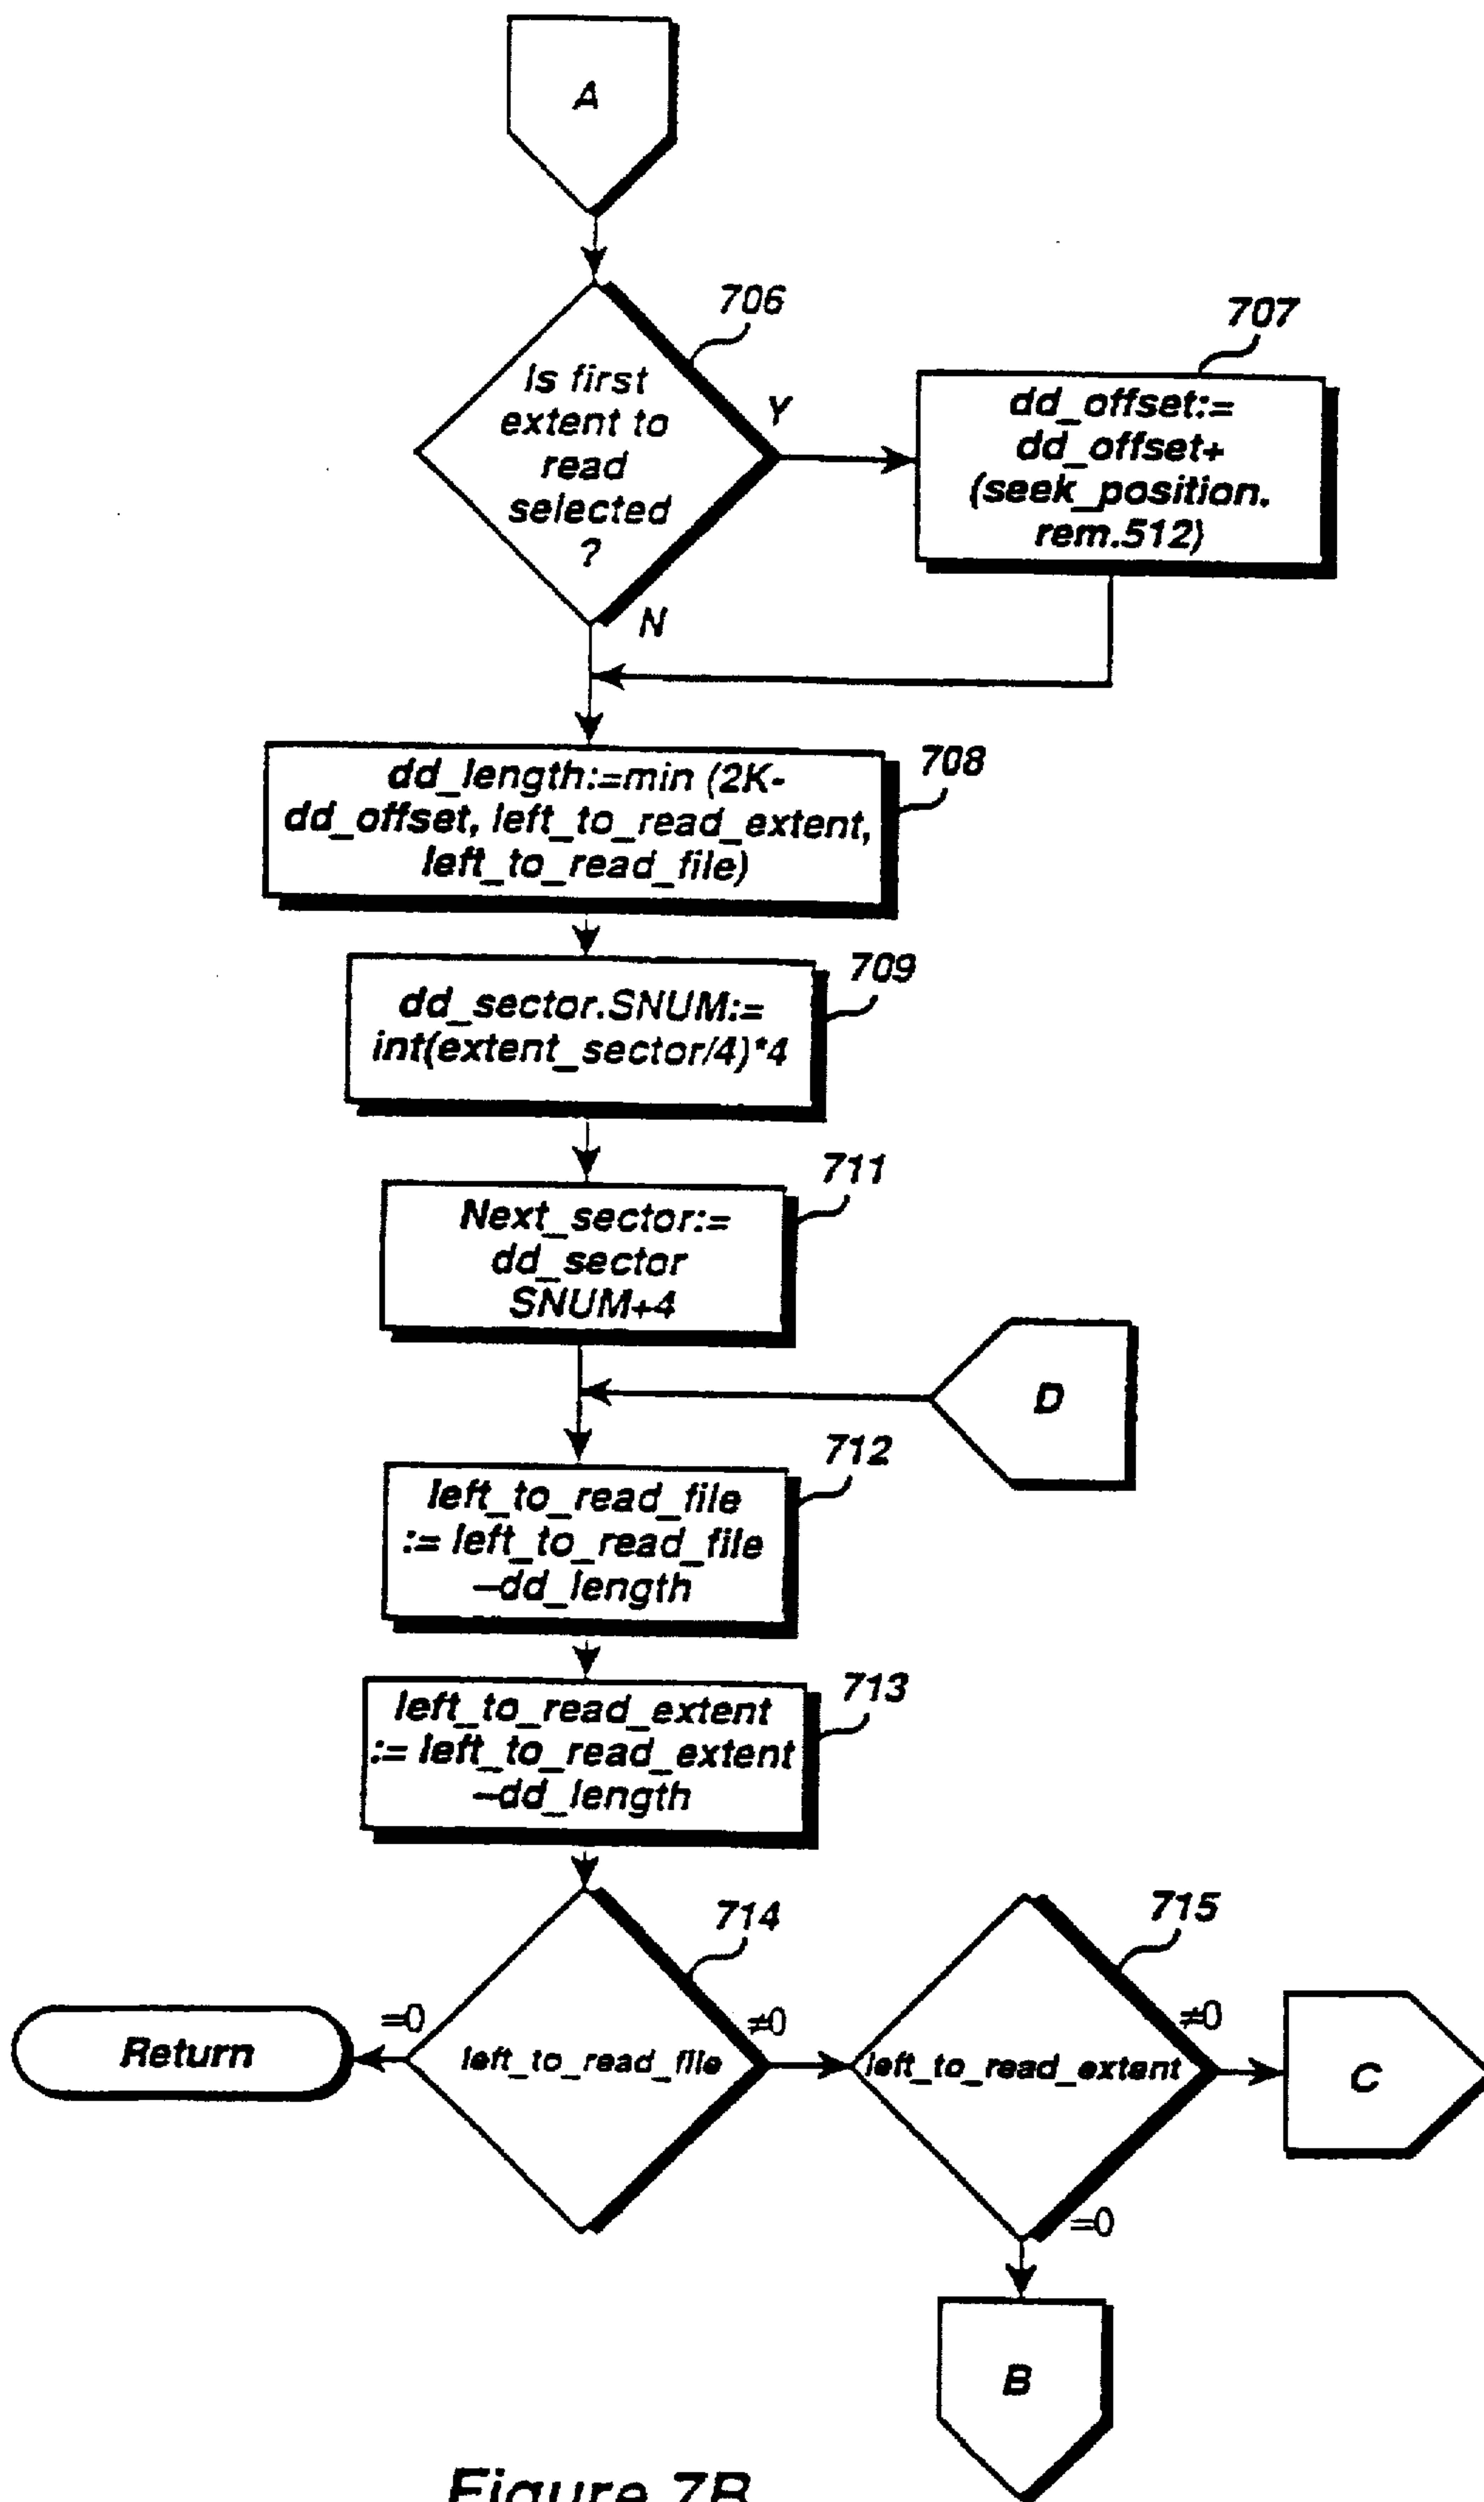 A
706
Is first
extent to
read
selected
?
Y
N
707
dd_offset:=
dd_offset+
(seek_position.
rem.512)
708
dd_length:=min (2K-
dd_offset, left_to_read_extent,
left_to_read_file)
709
dd_sector.SNUM:=
int(extent_sector/4)*4
711
Next_sector:=
dd_sector
SNUM+4
D
712
left_to_read_file
:= left_to_read_file
–dd_length
713
left_to_read_extent
:= left_to_read_extent
–dd_length
714
715
Return
=0
left_to_read_file
≠0
left_to_read_extent
≠0
C
=0
B
Figure 7B